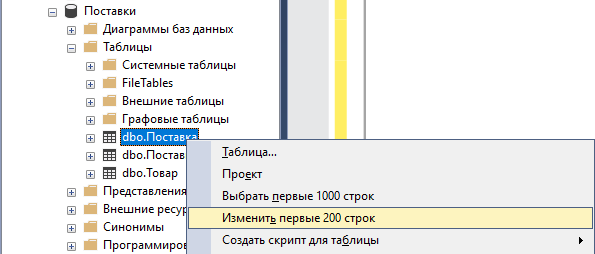 Поставки
Диаграммы баз данных
Таблицы
Системные таблицы
FileTables
Внешние таблицы
Графовые таблицы
dbo.Поставка
dbo.Постав
dbo.Товар
Представления
Внешние ресур
Синонимы
Программиров
Таблица...
Проект
Выбрать первые 1000 строк
Изменить первые 200 строк
Создать скрипт для таблицы